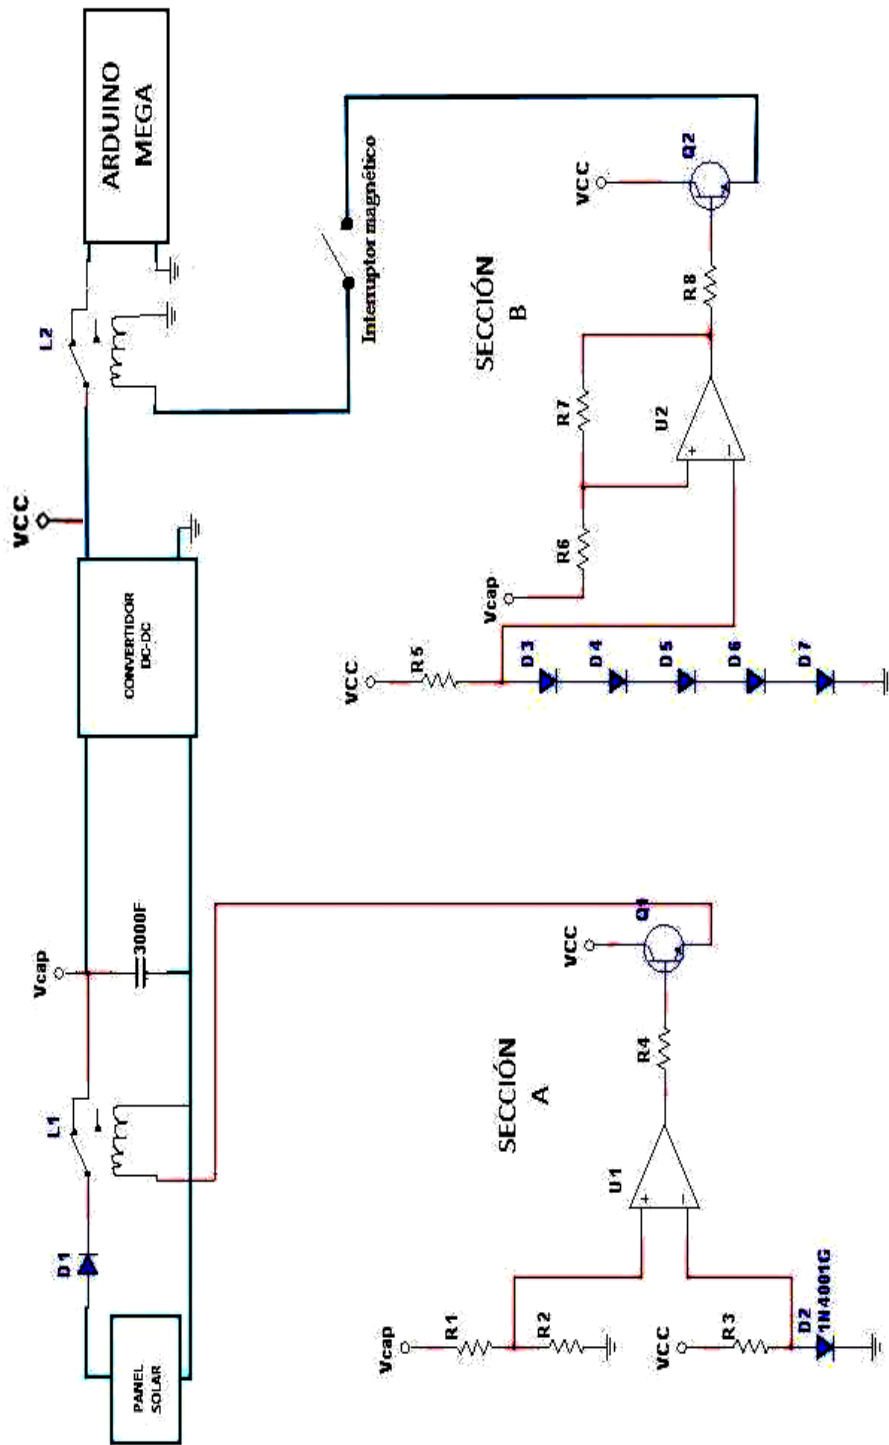 PANEL
SOLAR
D1
L1
Vcap
3000F
CONVERTIDOR
DC-DC
VCC
L2
ARDUINO
MEGA
Interruptor magnético
SECCIÓN
A
Vcap
R1
R2
VCC
R3
D2
1N4001G
U1
+
−
R4
VCC
Q1
SECCIÓN
B
VCC
R5
D3
D4
D5
D6
D7
Vcap
R6
R7
U2
+
−
R8
VCC
Q2